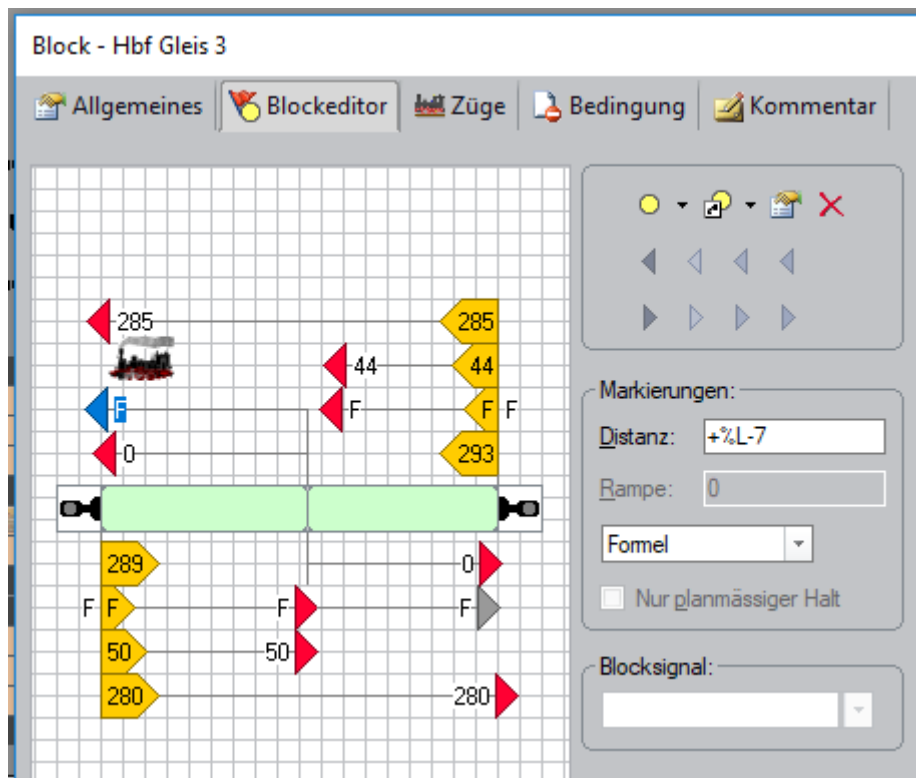 Block - Hbf Gleis 3
Allgemeines Blockeditor Züge Bedingung Kommentar
285 285
44 44
F F F F
0 293
289 0
F F F F
50 50
280 280
Markierungen:
Distanz: +%L-7
Rampe: 0
Formel
Nur planmässiger Halt
Blocksignal: